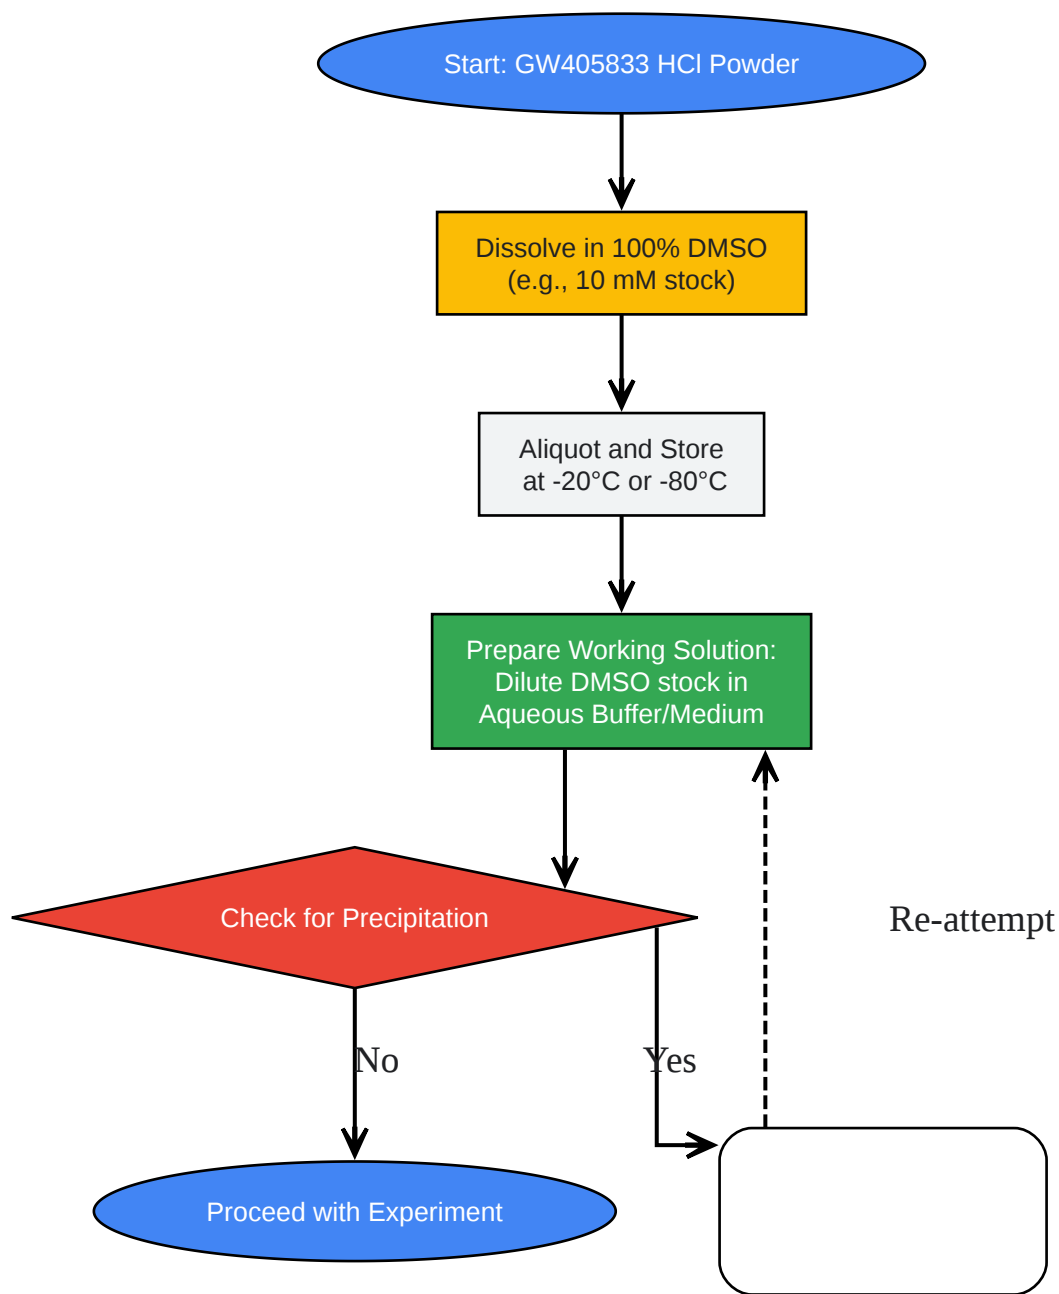 Start: GW405833 HCl Powder
Dissolve in 100% DMSO
(e.g., 10 mM stock)
Aliquot and Store
at -20°C or -80°C
Prepare Working Solution:
Dilute DMSO stock in
Aqueous Buffer/Medium
Check for Precipitation
Re-attempt
No
Yes
Proceed with Experiment